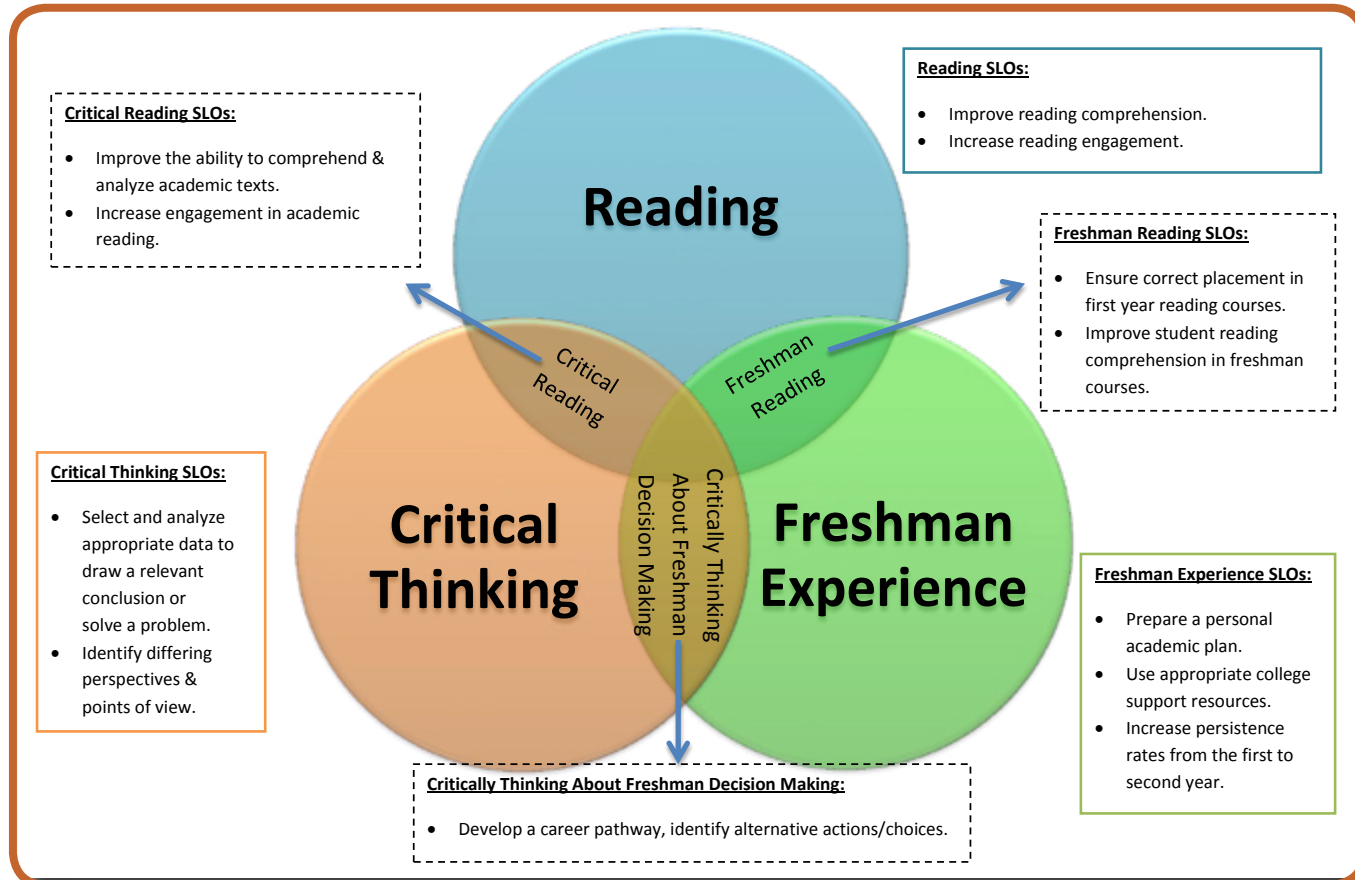 Reading SLOs:
• Improve reading comprehension.
• Increase reading engagement.
Critical Reading SLOs:
• Improve the ability to comprehend &
analyze academic texts.
• Increase engagement in academic
reading.
Reading
Freshman Reading SLOs:
• Ensure correct placement in
first year reading courses.
• Improve student reading
comprehension in freshman
courses.
Critical
Reading
Freshman
Reading
Critical Thinking SLOs:
• Select and analyze
appropriate data to
draw a relevant
conclusion or
solve a problem.
• Identify differing
perspectives &
points of view.
Critical
Thinking
Critically Thinking
About Freshman
Decision Making
Freshman
Experience
Freshman Experience SLOs:
• Prepare a personal
academic plan.
• Use appropriate college
support resources.
• Increase persistence
rates from the first to
second year.
Critically Thinking About Freshman Decision Making:
• Develop a career pathway, identify alternative actions/choices.